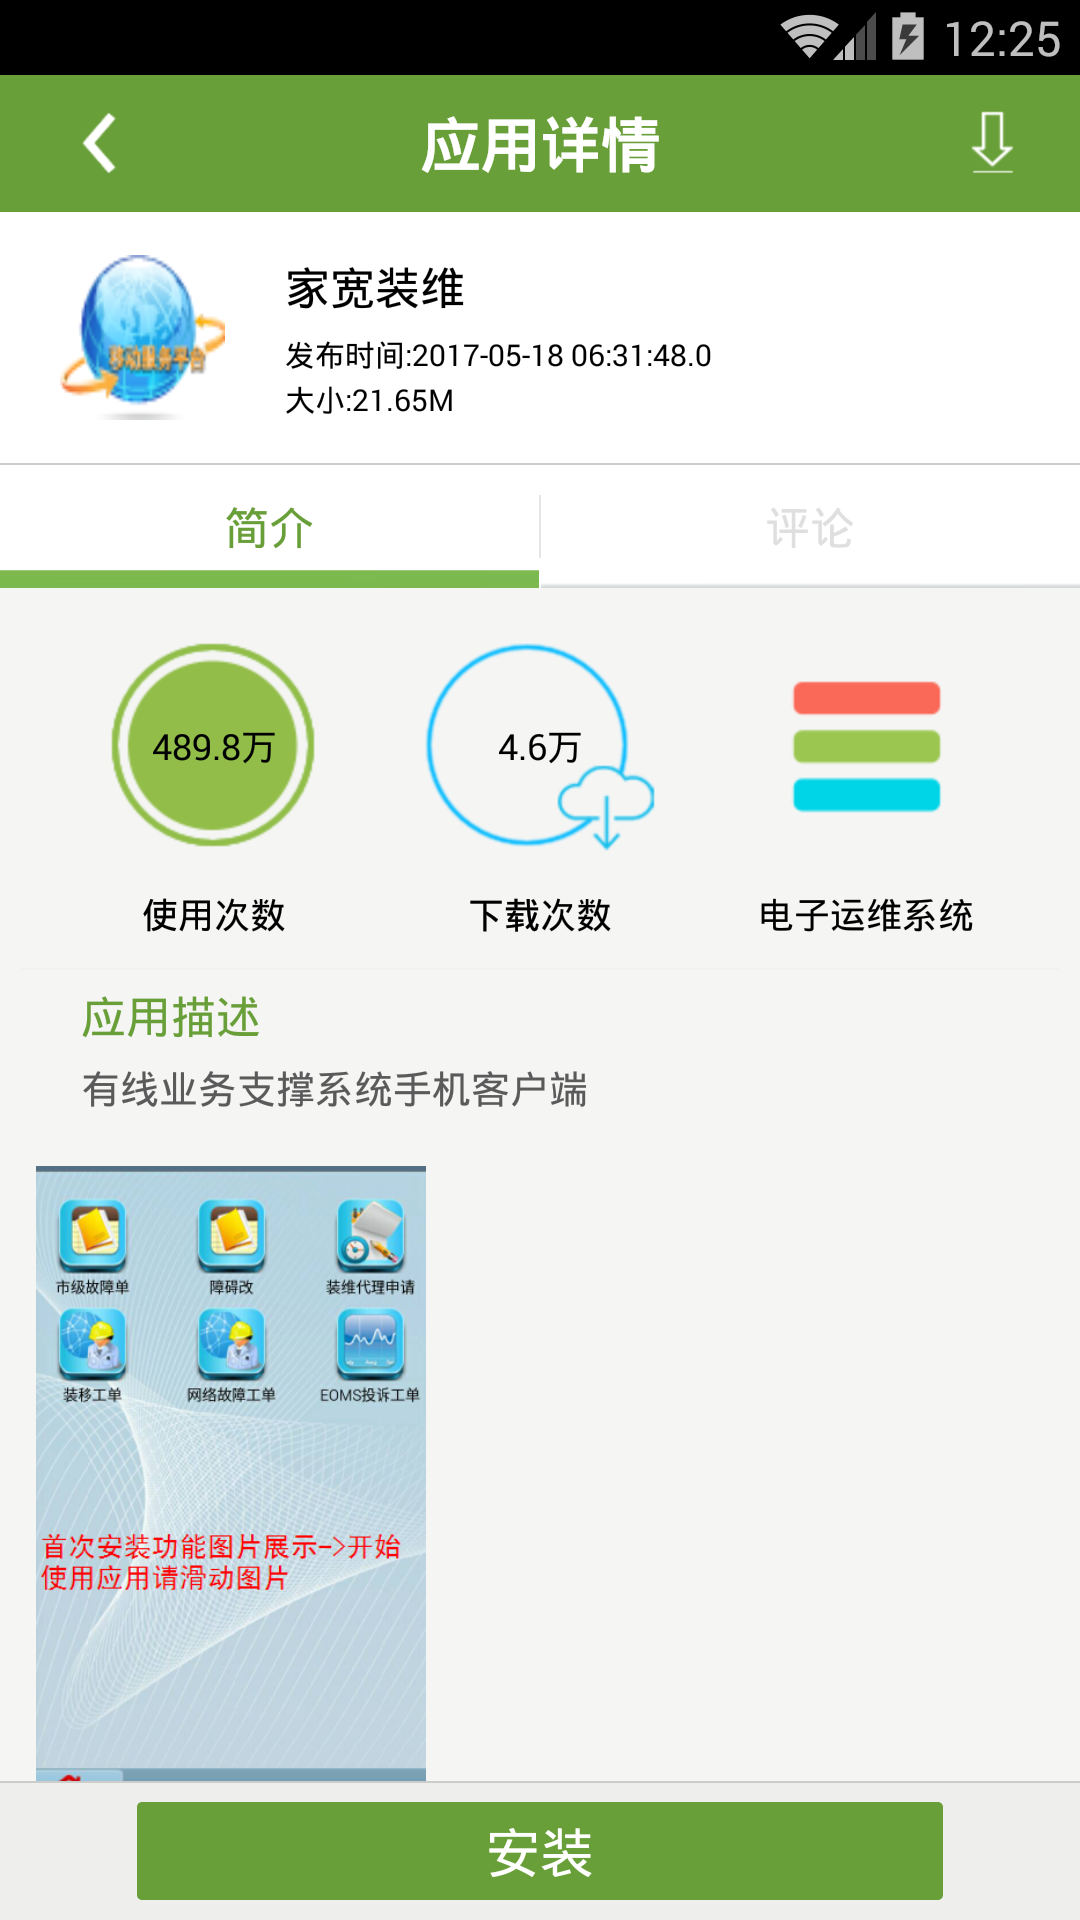 12:25
应用详情
移动服务平台
家宽装维
发布时间:2017-05-18 06:31:48.0
大小:21.65M
简介
评论
489.8万
4.6万
使用次数
下载次数
电子运维系统
应用描述
有线业务支撑系统手机客户端
市级故障单
障碍改
装维代理申请
装移工单
网络故障工单
EOMS投诉工单
首次安装功能图片展示->开始
使用应用请滑动图片
安装